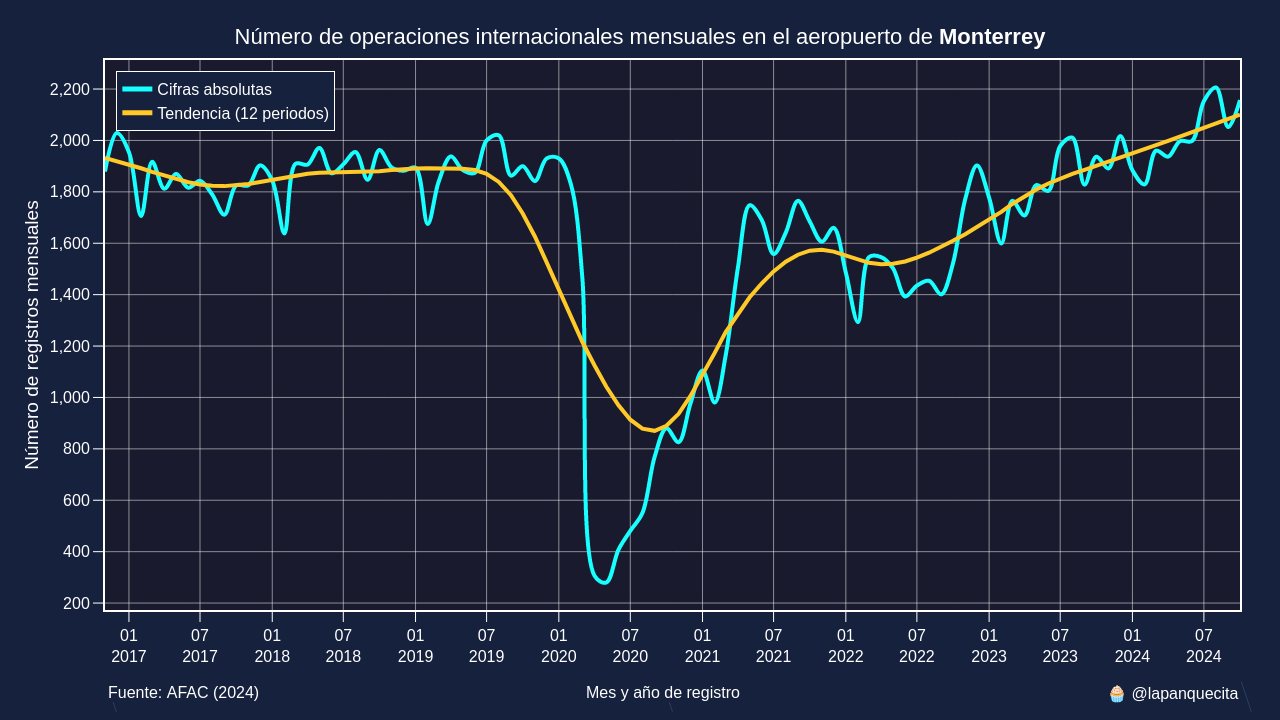 Número de operaciones internacionales mensuales en el aeropuerto de Monterrey
Cifras absolutas
Tendencia (12 periodos)
Número de registros mensuales
2,200
2,000
1,800
1,600
1,400
1,200
1,000
800
600
400
200
01 07 01 07 01 07 01 07 01 07 01 07 01 07 01 07
2017 2017 2018 2018 2019 2019 2020 2020 2021 2021 2022 2022 2023 2023 2024 2024
Fuente: AFAC (2024) Mes y año de registro 🧁 @lapanquecita